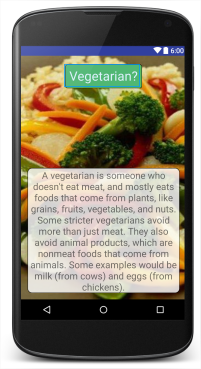 6:00
Vegetarian?
A vegetarian is someone who
doesn't eat meat, and mostly eats
foods that come from plants, like
grains, fruits, vegetables, and nuts.
Some stricter vegetarians avoid
more than just meat. They also
avoid animal products, which are
nonmeat foods that come from
animals. Some examples would be
milk (from cows) and eggs (from
chickens).